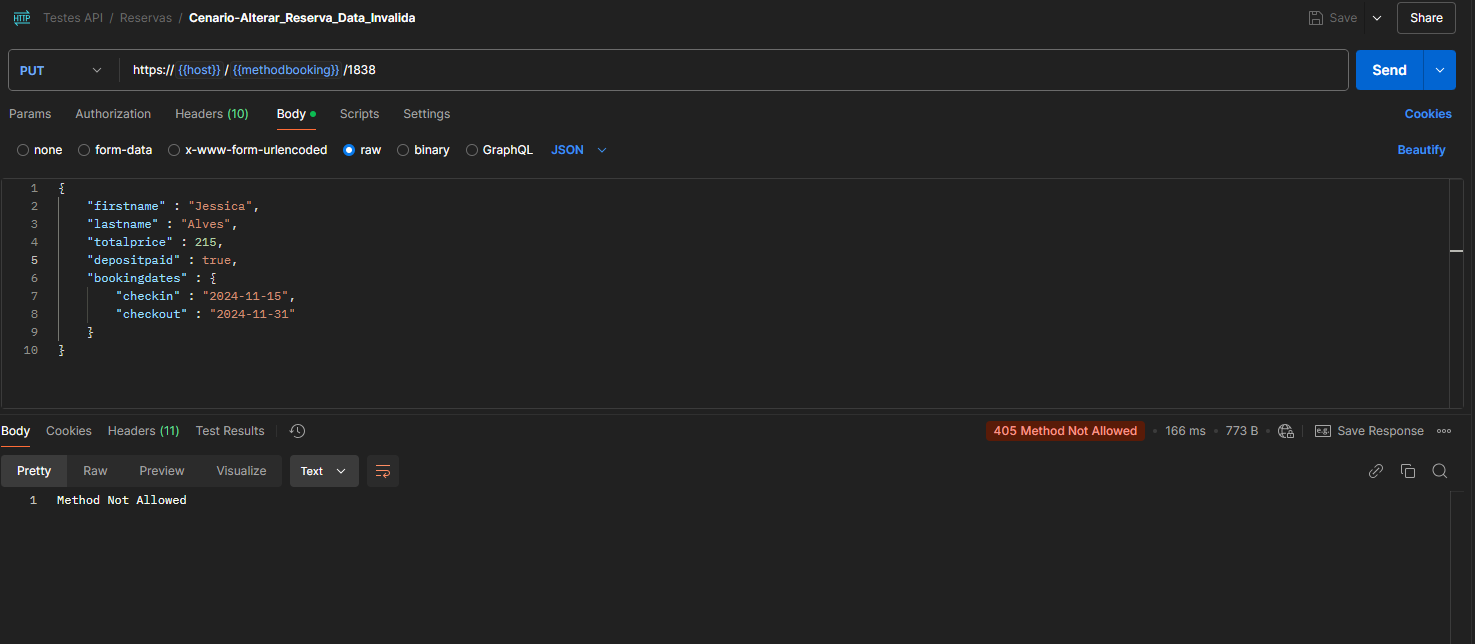 HTTP Testes API / Reservas / Cenario-Alterar_Reserva_Data_Invalida Save Share
PUT https:// {{host}} / {{methodbooking}} /1838 Send
Params Authorization Headers (10) Body Scripts Settings Cookies
none form-data x-www-form-urlencoded raw binary GraphQL JSON Beautify
1 {
2 "firstname" : "Jessica",
3 "lastname" : "Alves",
4 "totalprice" : 215,
5 "depositpaid" : true,
6 "bookingdates" : {
7 "checkin" : "2024-11-15",
8 "checkout" : "2024-11-31"
9 }
10 }
Body Cookies Headers (11) Test Results 405 Method Not Allowed • 166 ms • 773 B • e.g. Save Response
Pretty Raw Preview Visualize Text
1 Method Not Allowed